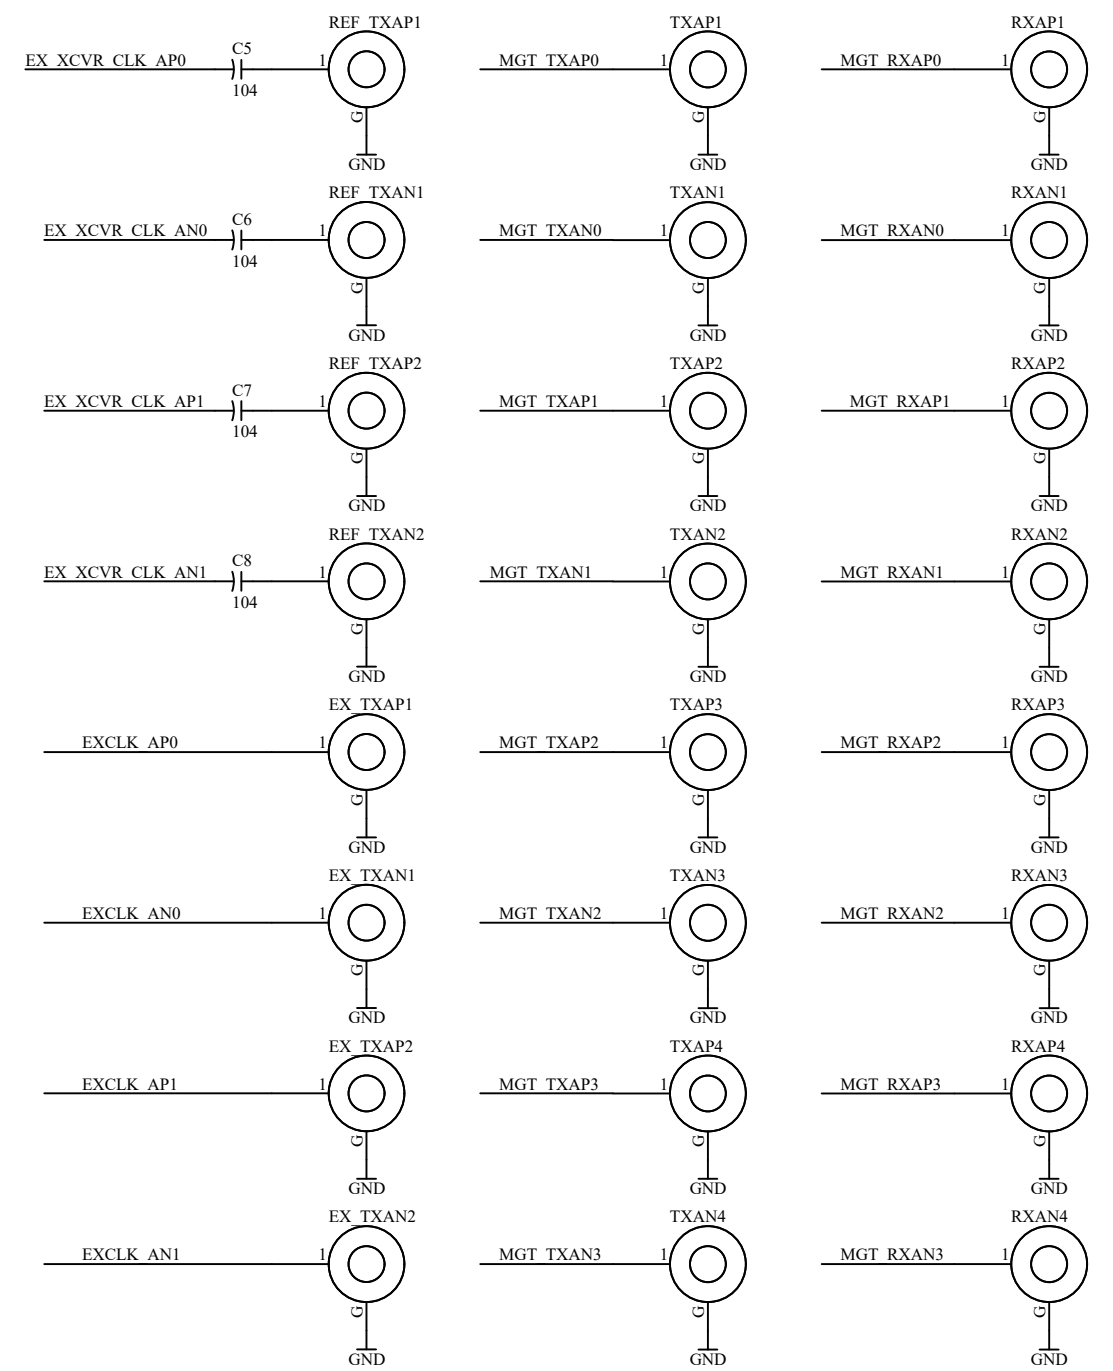 REF_TXAP1 TXAP1 RXAP1
EX_XCVR_CLK_AP0 C5 1 MGT_TXAP0 1 MGT_RXAP0 1
104
G G G
GND GND GND
REF_TXAN1 TXAN1 RXAN1
EX_XCVR_CLK_AN0 C6 1 MGT_TXAN0 1 MGT_RXAN0 1
104
G G G
GND GND GND
REF_TXAP2 TXAP2 RXAP2
EX_XCVR_CLK_AP1 C7 1 MGT_TXAP1 1 MGT_RXAP1 1
104
G G G
GND GND GND
REF_TXAN2 TXAN2 RXAN2
EX_XCVR_CLK_AN1 C8 1 MGT_TXAN1 1 MGT_RXAN1 1
104
G G G
GND GND GND
EX_TXAP1 TXAP3 RXAP3
EXCLK_AP0 1 MGT_TXAP2 1 MGT_RXAP2 1
G G G
GND GND GND
EX_TXAN1 TXAN3 RXAN3
EXCLK_AN0 1 MGT_TXAN2 1 MGT_RXAN2 1
G G G
GND GND GND
EX_TXAP2 TXAP4 RXAP4
EXCLK_AP1 1 MGT_TXAP3 1 MGT_RXAP3 1
G G G
GND GND GND
EX_TXAN2 TXAN4 RXAN4
EXCLK_AN1 1 MGT_TXAN3 1 MGT_RXAN3 1
G G G
GND GND GND